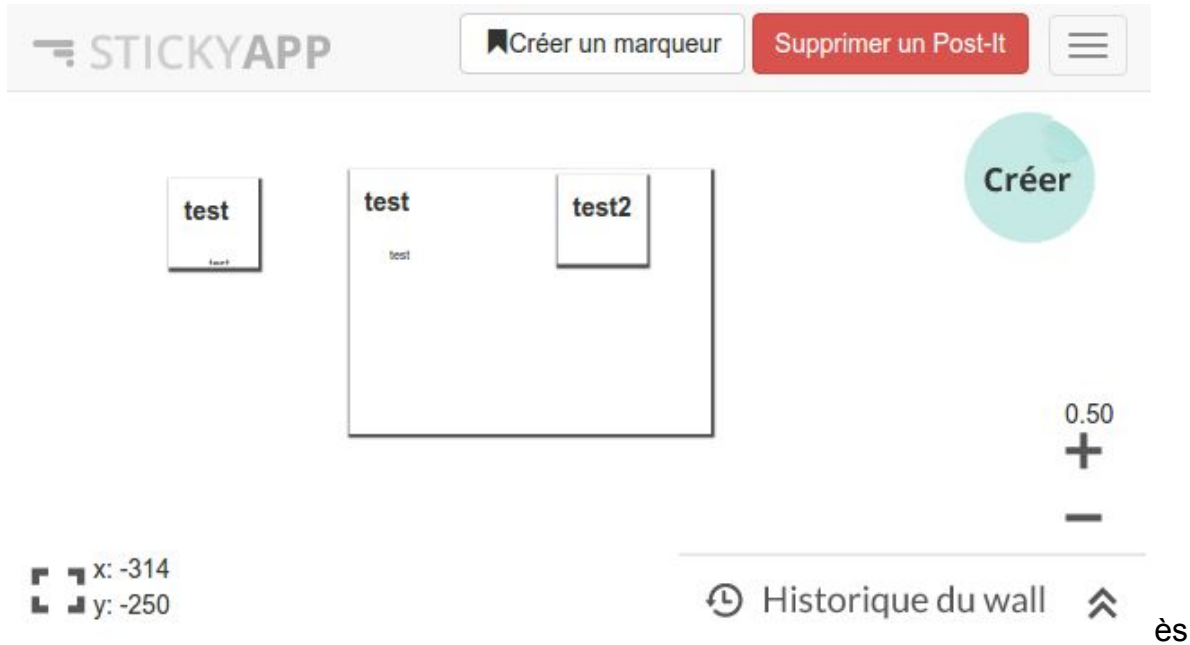 STICKYAPP
Créer un marqueur
Supprimer un Post-It
Créer
test
test
test2
test
test
0.50
x: -314
y: -250
Historique du wall
ès